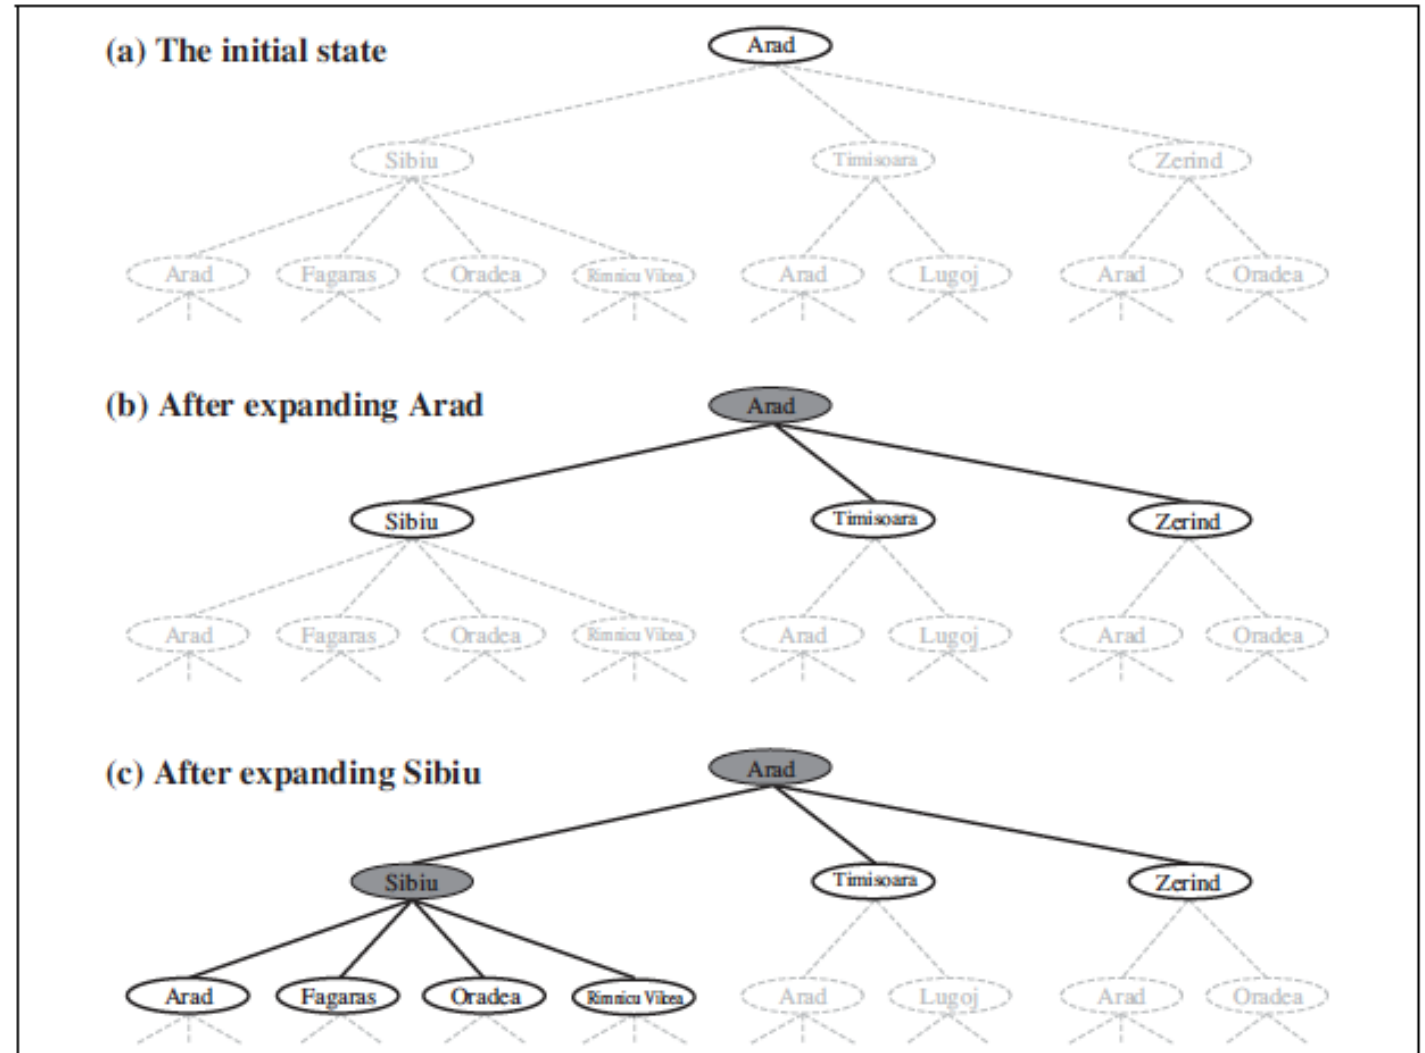 (a) The initial state
Arad
Sibiu Timisoara Zerind
Arad Fagaras Oradea Rimnicu Vilcea Arad Lugoj Arad Oradea
(b) After expanding Arad
Arad
Sibiu Timisoara Zerind
Arad Fagaras Oradea Rimnicu Vilcea Arad Lugoj Arad Oradea
(c) After expanding Sibiu
Arad
Sibiu Timisoara Zerind
Arad Fagaras Oradea Rimnicu Vilcea Arad Lugoj Arad Oradea